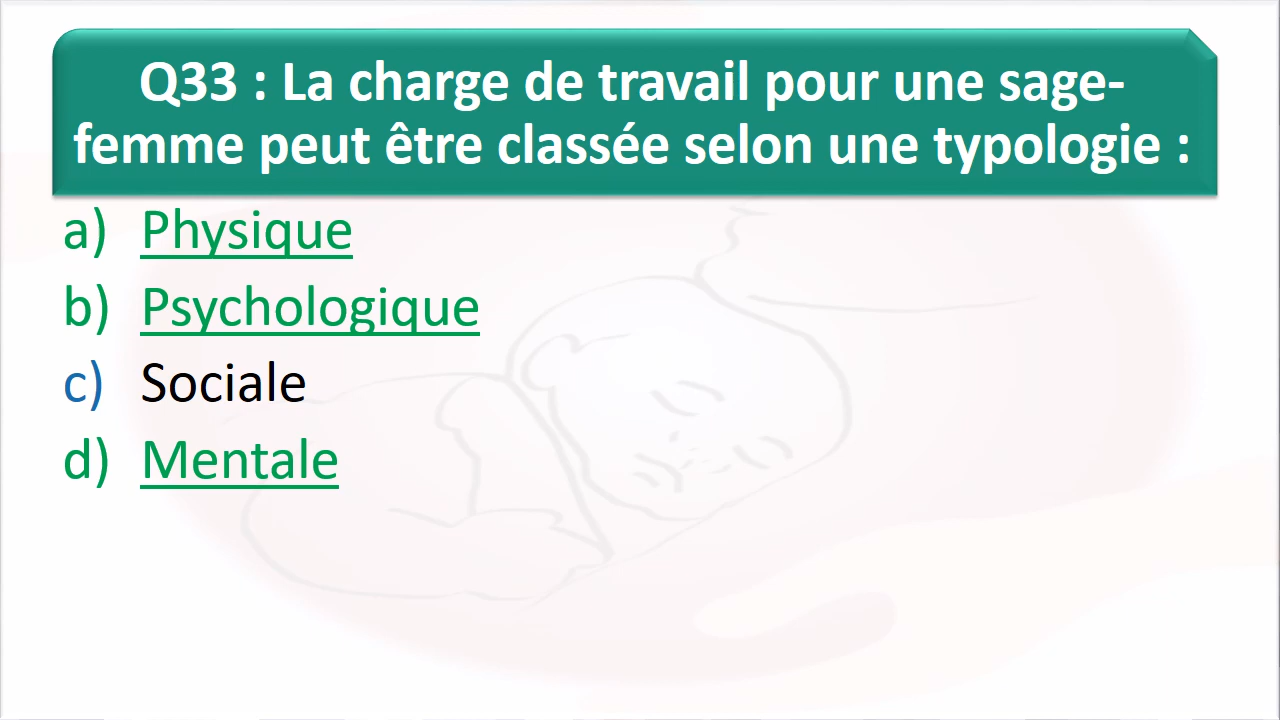 Q33 : La charge de travail pour une sage-
femme peut être classée selon une typologie :
a) Physique
b) Psychologique
c) Sociale
d) Mentale